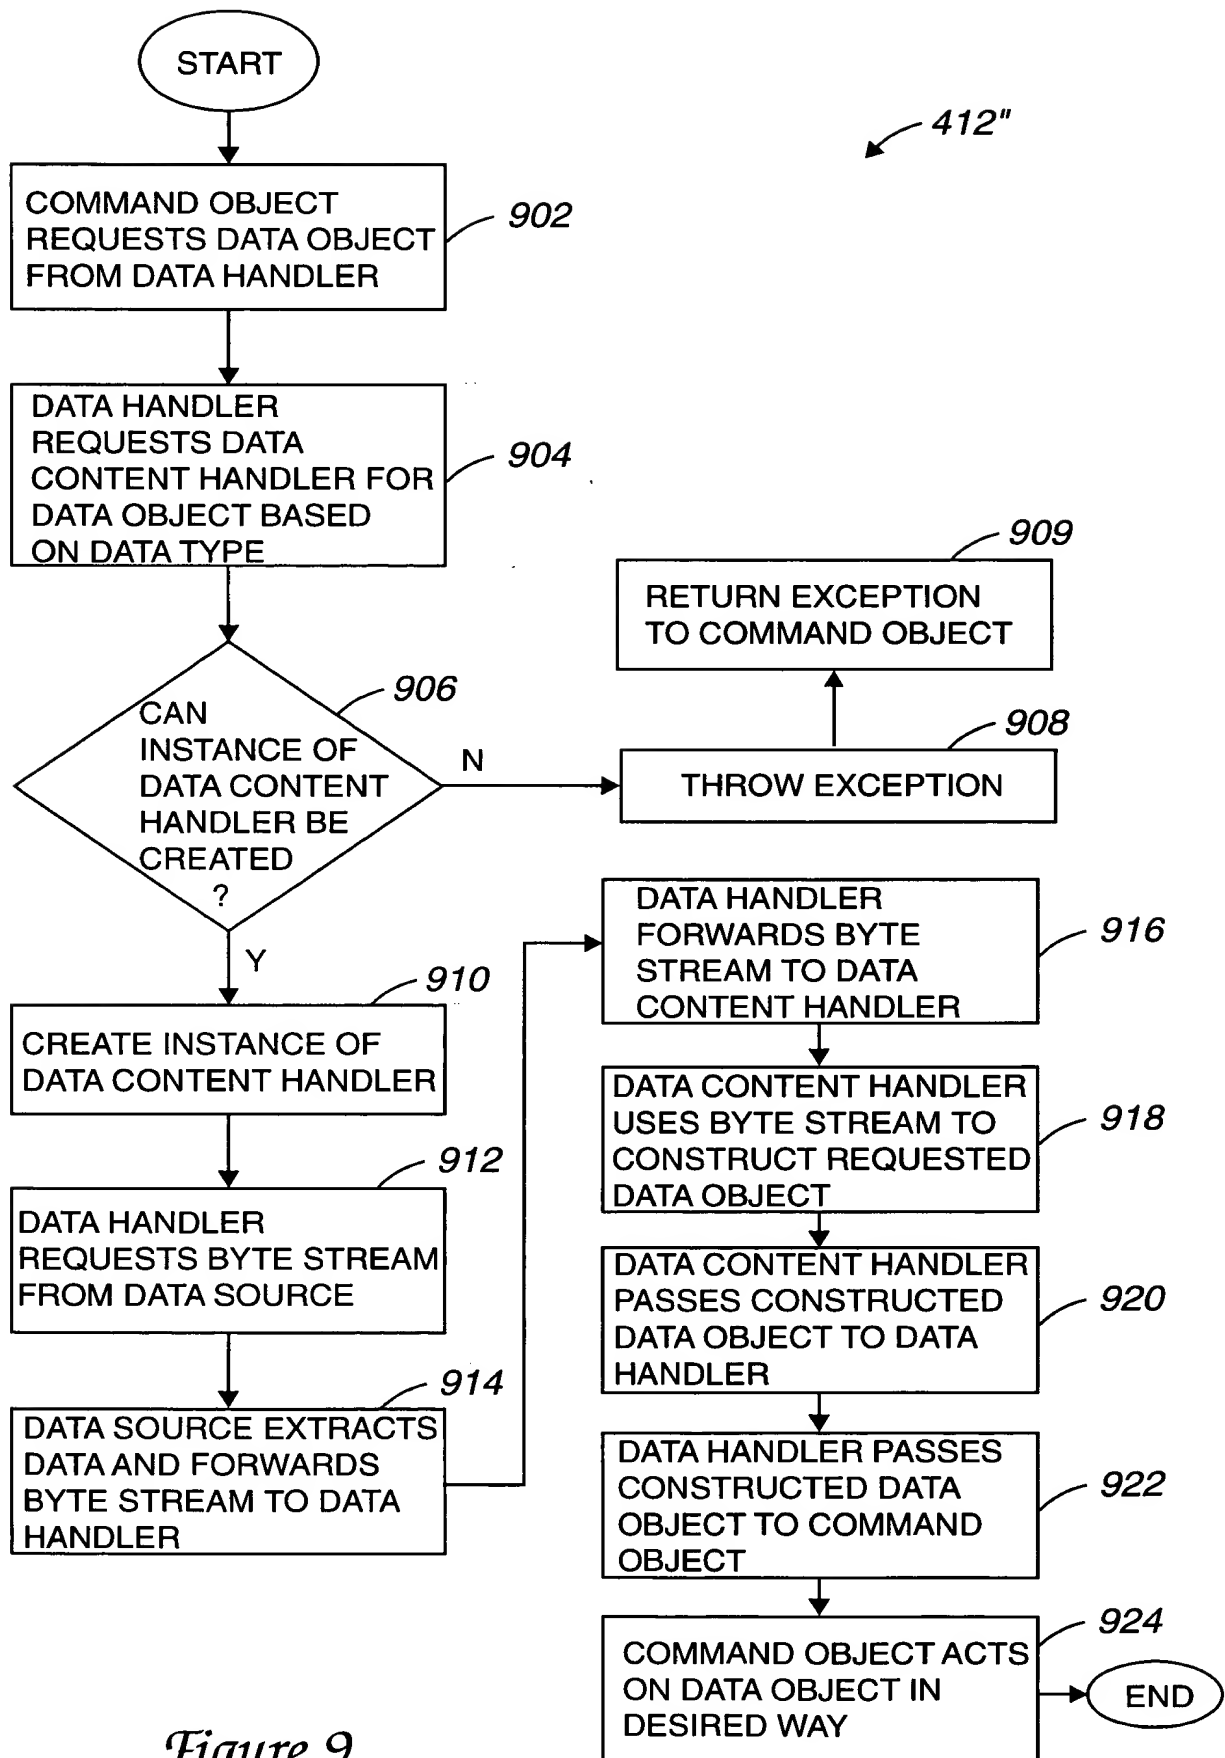 START
412"
COMMAND OBJECT
REQUESTS DATA OBJECT
FROM DATA HANDLER
902
DATA HANDLER
REQUESTS DATA
CONTENT HANDLER FOR
DATA OBJECT BASED
ON DATA TYPE
904
909
RETURN EXCEPTION
TO COMMAND OBJECT
906
CAN
INSTANCE OF
DATA CONTENT
HANDLER BE
CREATED
?
N
908
THROW EXCEPTION
Y
910
CREATE INSTANCE OF
DATA CONTENT HANDLER
912
DATA HANDLER
REQUESTS BYTE STREAM
FROM DATA SOURCE
914
DATA SOURCE EXTRACTS
DATA AND FORWARDS
BYTE STREAM TO DATA
HANDLER
DATA HANDLER
FORWARDS BYTE
STREAM TO DATA
CONTENT HANDLER
916
DATA CONTENT HANDLER
USES BYTE STREAM TO
CONSTRUCT REQUESTED
DATA OBJECT
918
DATA CONTENT HANDLER
PASSES CONSTRUCTED
DATA OBJECT TO DATA
HANDLER
920
DATA HANDLER PASSES
CONSTRUCTED DATA
OBJECT TO COMMAND
OBJECT
922
COMMAND OBJECT ACTS
ON DATA OBJECT IN
DESIRED WAY
924
END
Figure 9